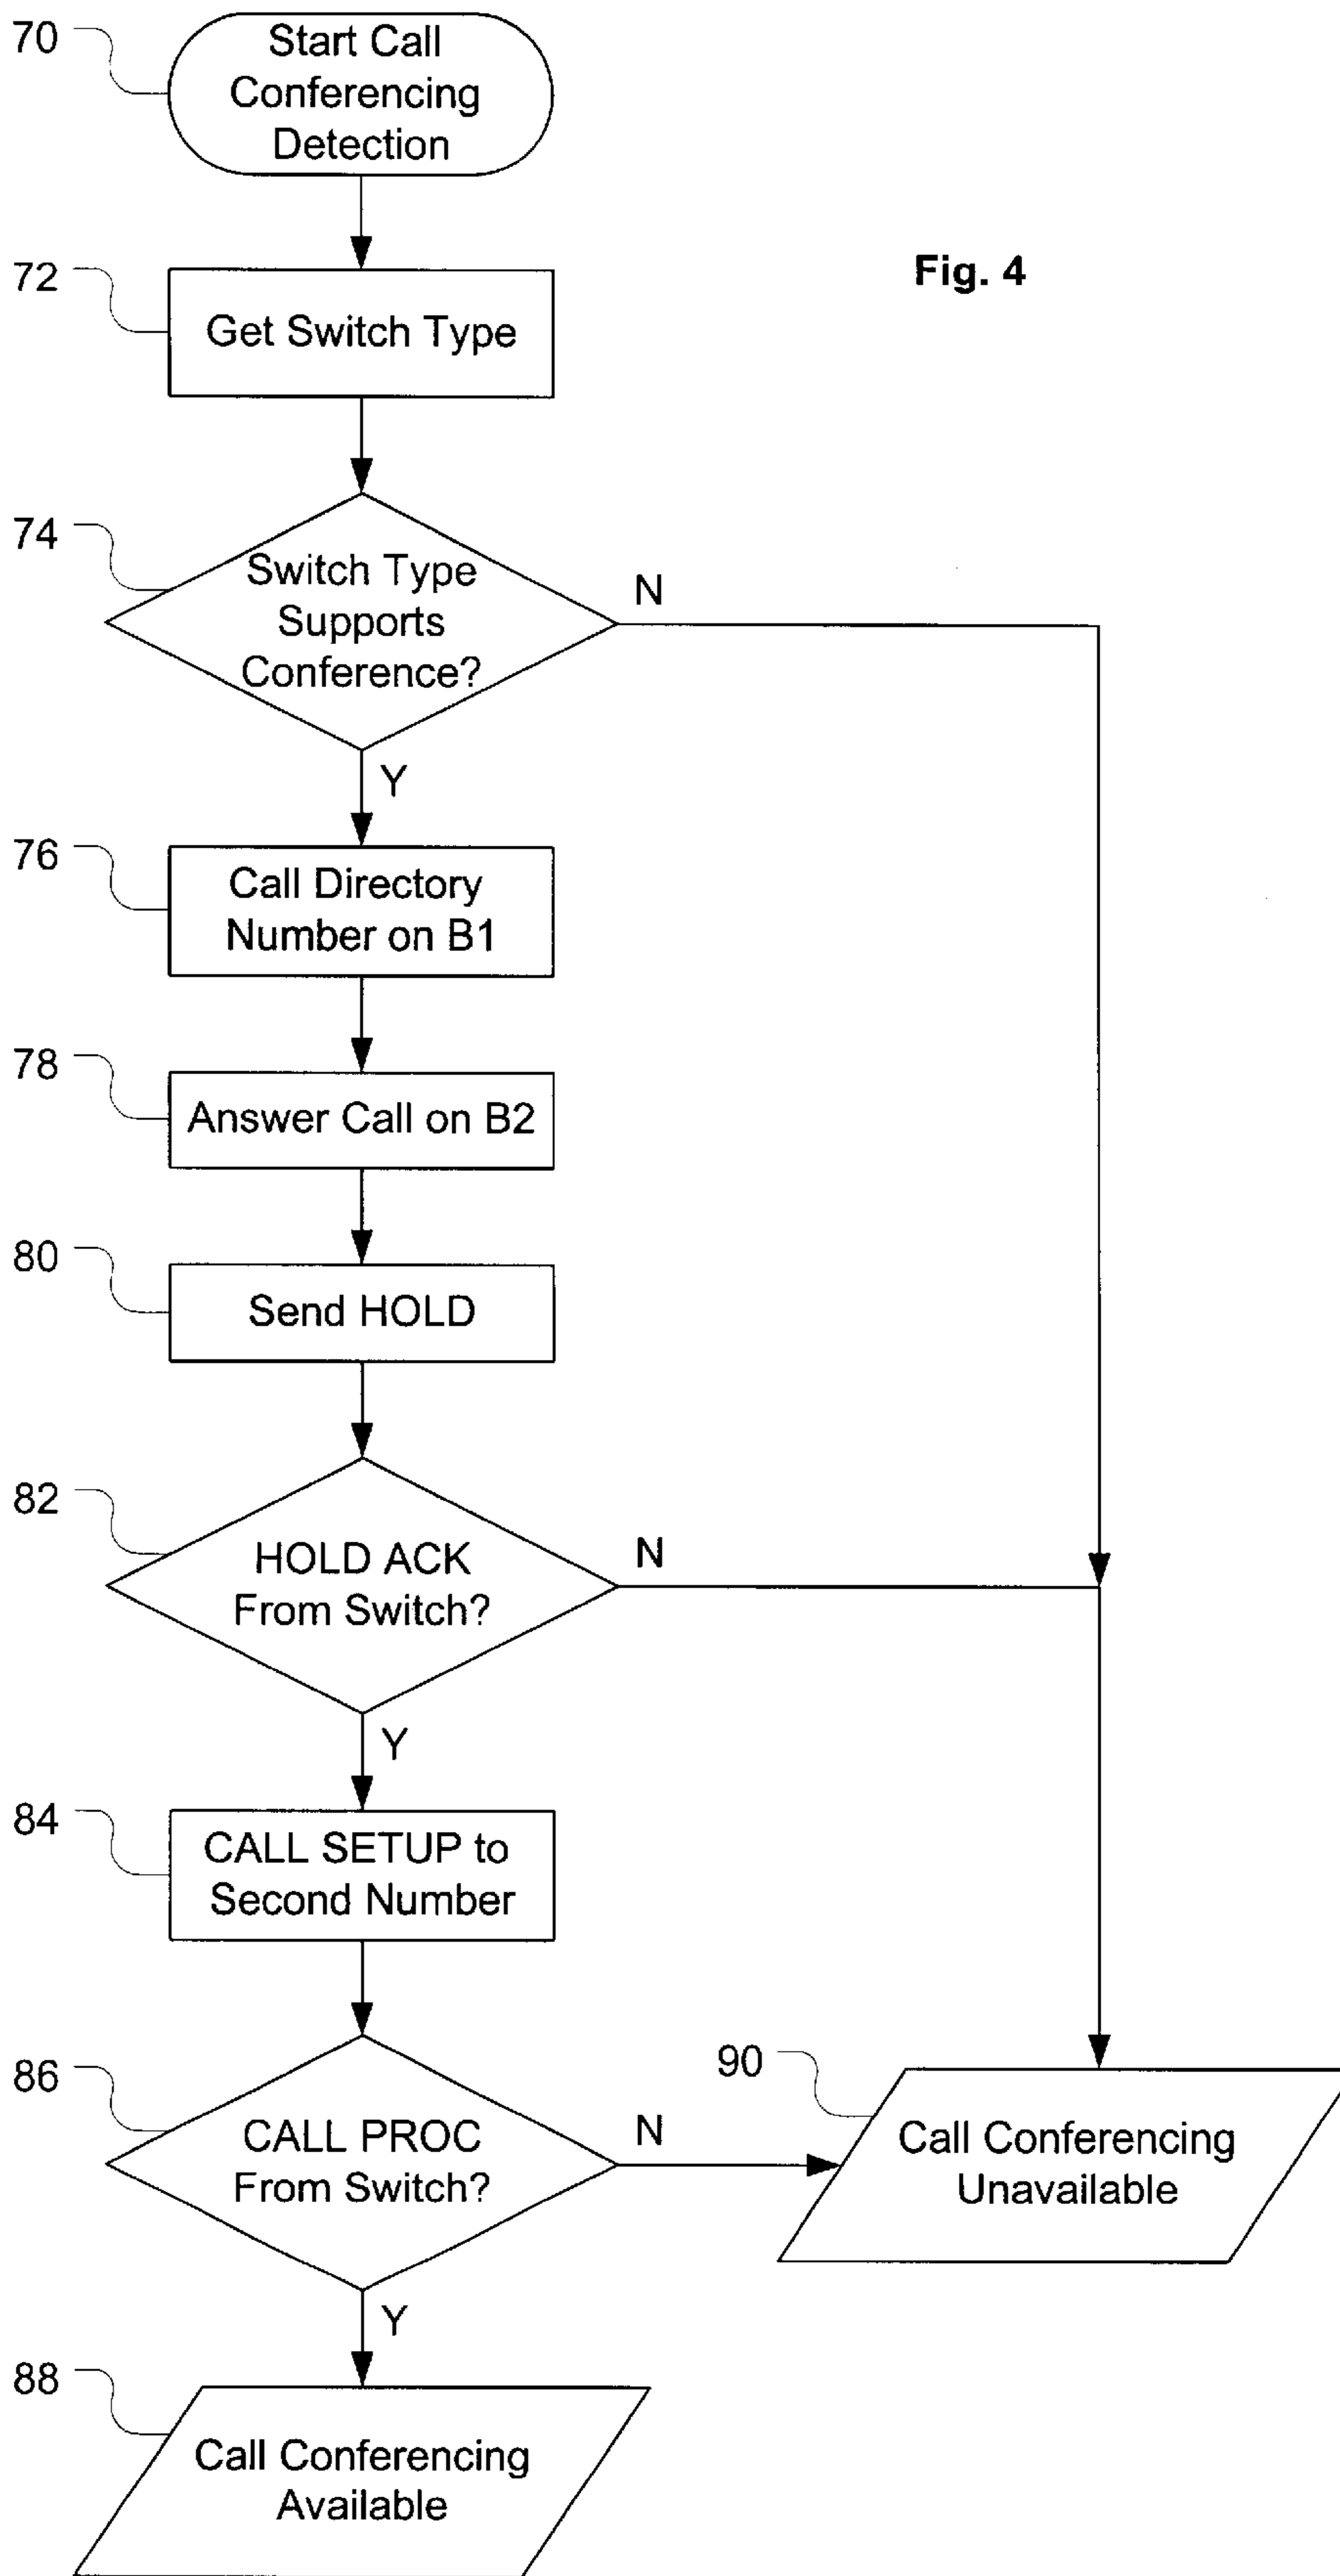 70
Start Call
Conferencing
Detection
Fig. 4
72
Get Switch Type
74
Switch Type
Supports
Conference?
N
Y
76
Call Directory
Number on B1
78
Answer Call on B2
80
Send HOLD
82
HOLD ACK
From Switch?
N
Y
84
CALL SETUP to
Second Number
86
CALL PROC
From Switch?
N
90
Call Conferencing
Unavailable
Y
88
Call Conferencing
Available